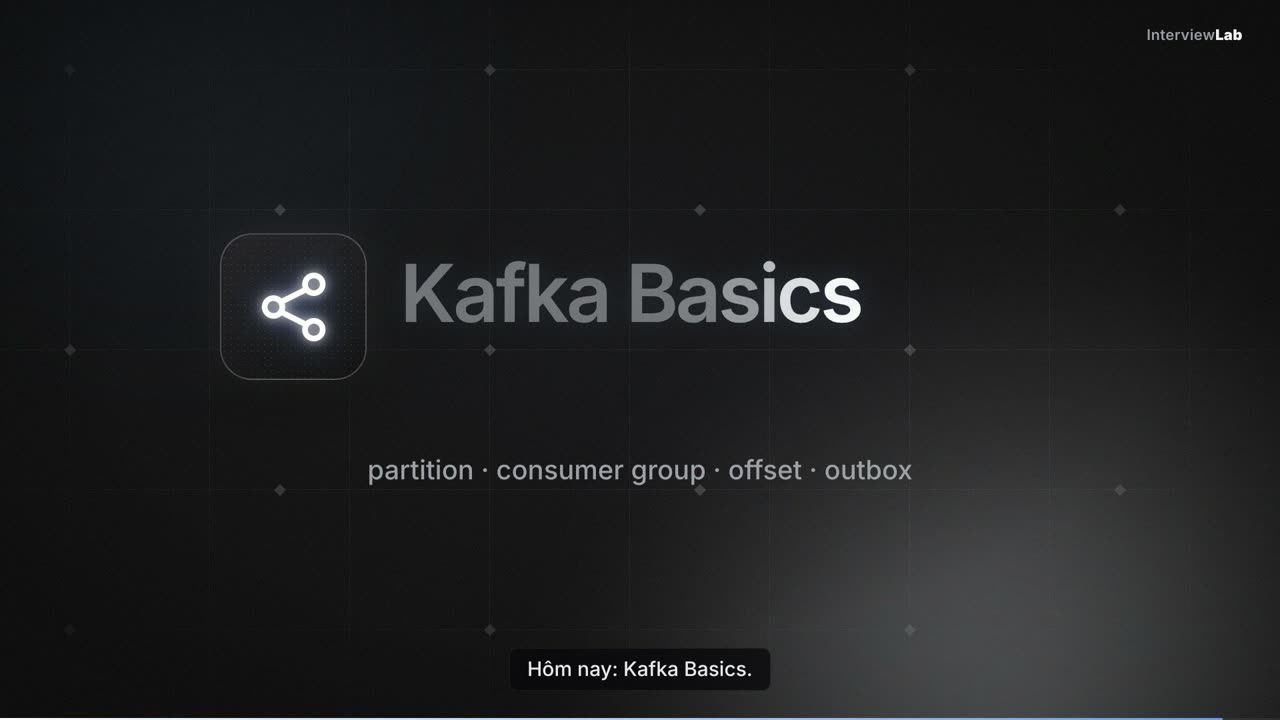 InterviewLab
Kafka Basics
partition · consumer group · offset · outbox
Hôm nay: Kafka Basics.